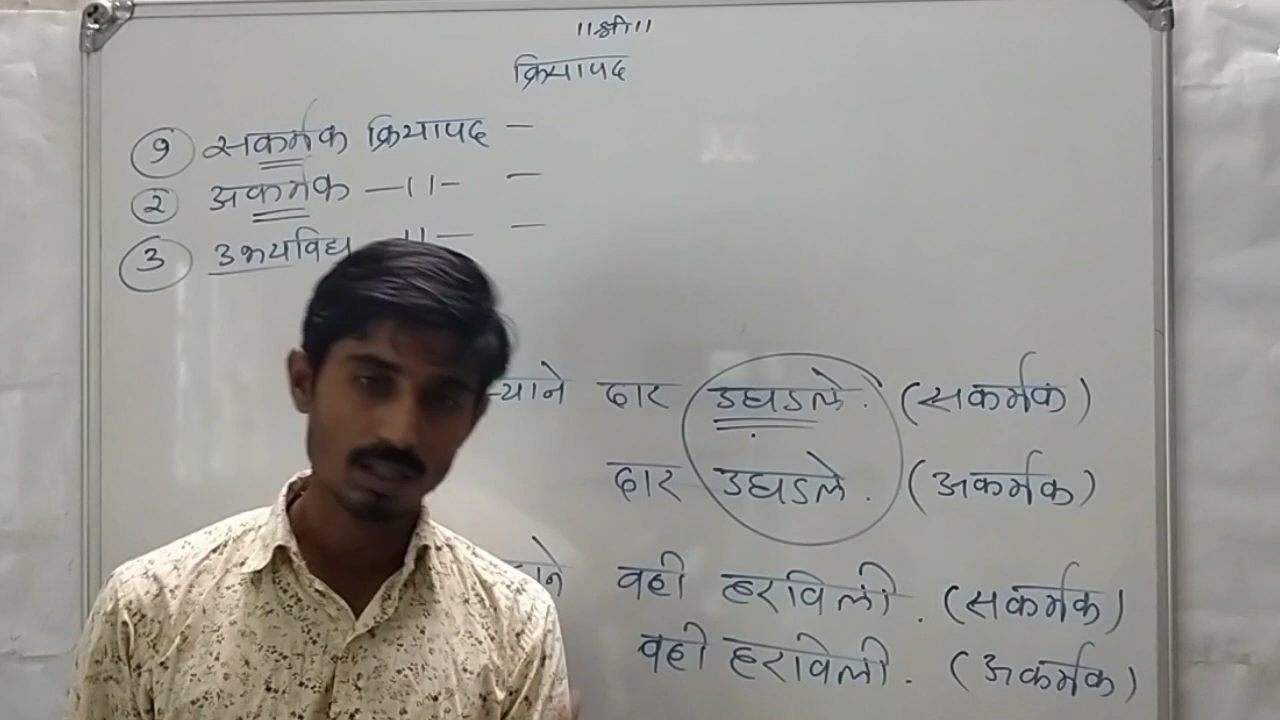 ॥श्री॥
क्रियापद
१ सकर्मक क्रियापद –
२ अकर्मक —॥— –
३ उभयविध —॥— –
दार उघडले. (सकर्मक)
दार उघडले. (अकर्मक)
वही हरविली. (सकर्मक)
वही हरविली. (अकर्मक)